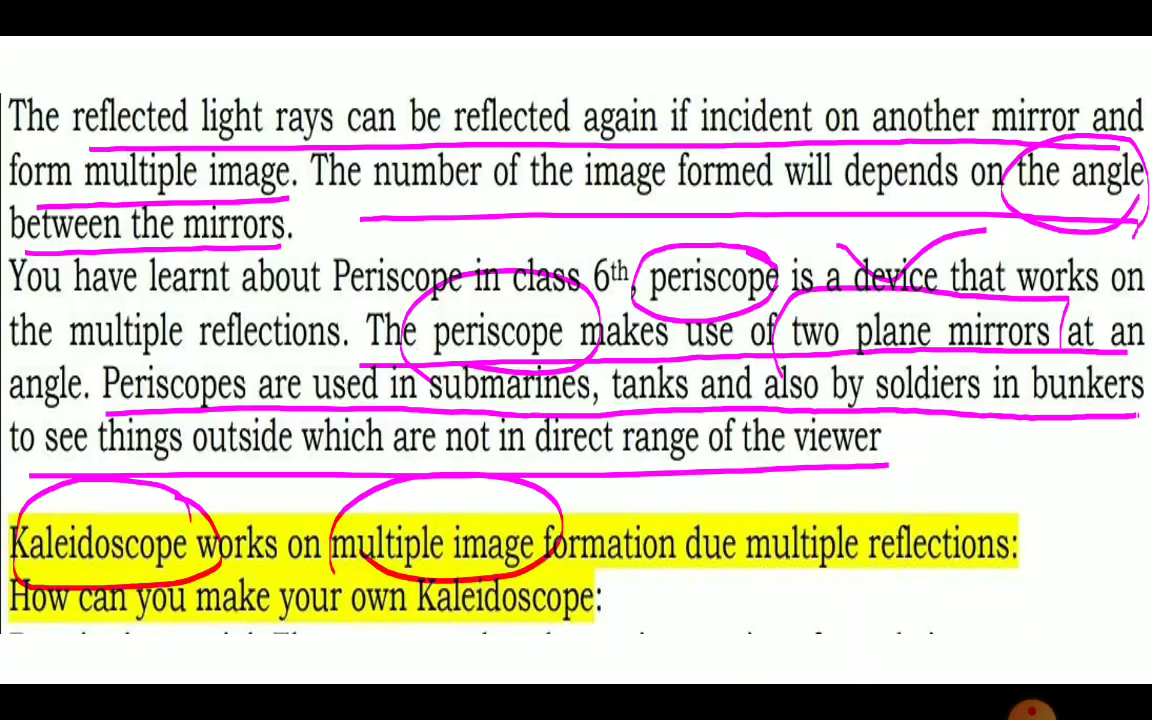 The reflected light rays can be reflected again if incident on another mirror and
form multiple image. The number of the image formed will depends on the angle
between the mirrors.
You have learnt about Periscope in class 6th, periscope is a device that works on
the multiple reflections. The periscope makes use of two plane mirrors at an
angle. Periscopes are used in submarines, tanks and also by soldiers in bunkers
to see things outside which are not in direct range of the viewer
Kaleidoscope works on multiple image formation due multiple reflections:
How can you make your own Kaleidoscope: